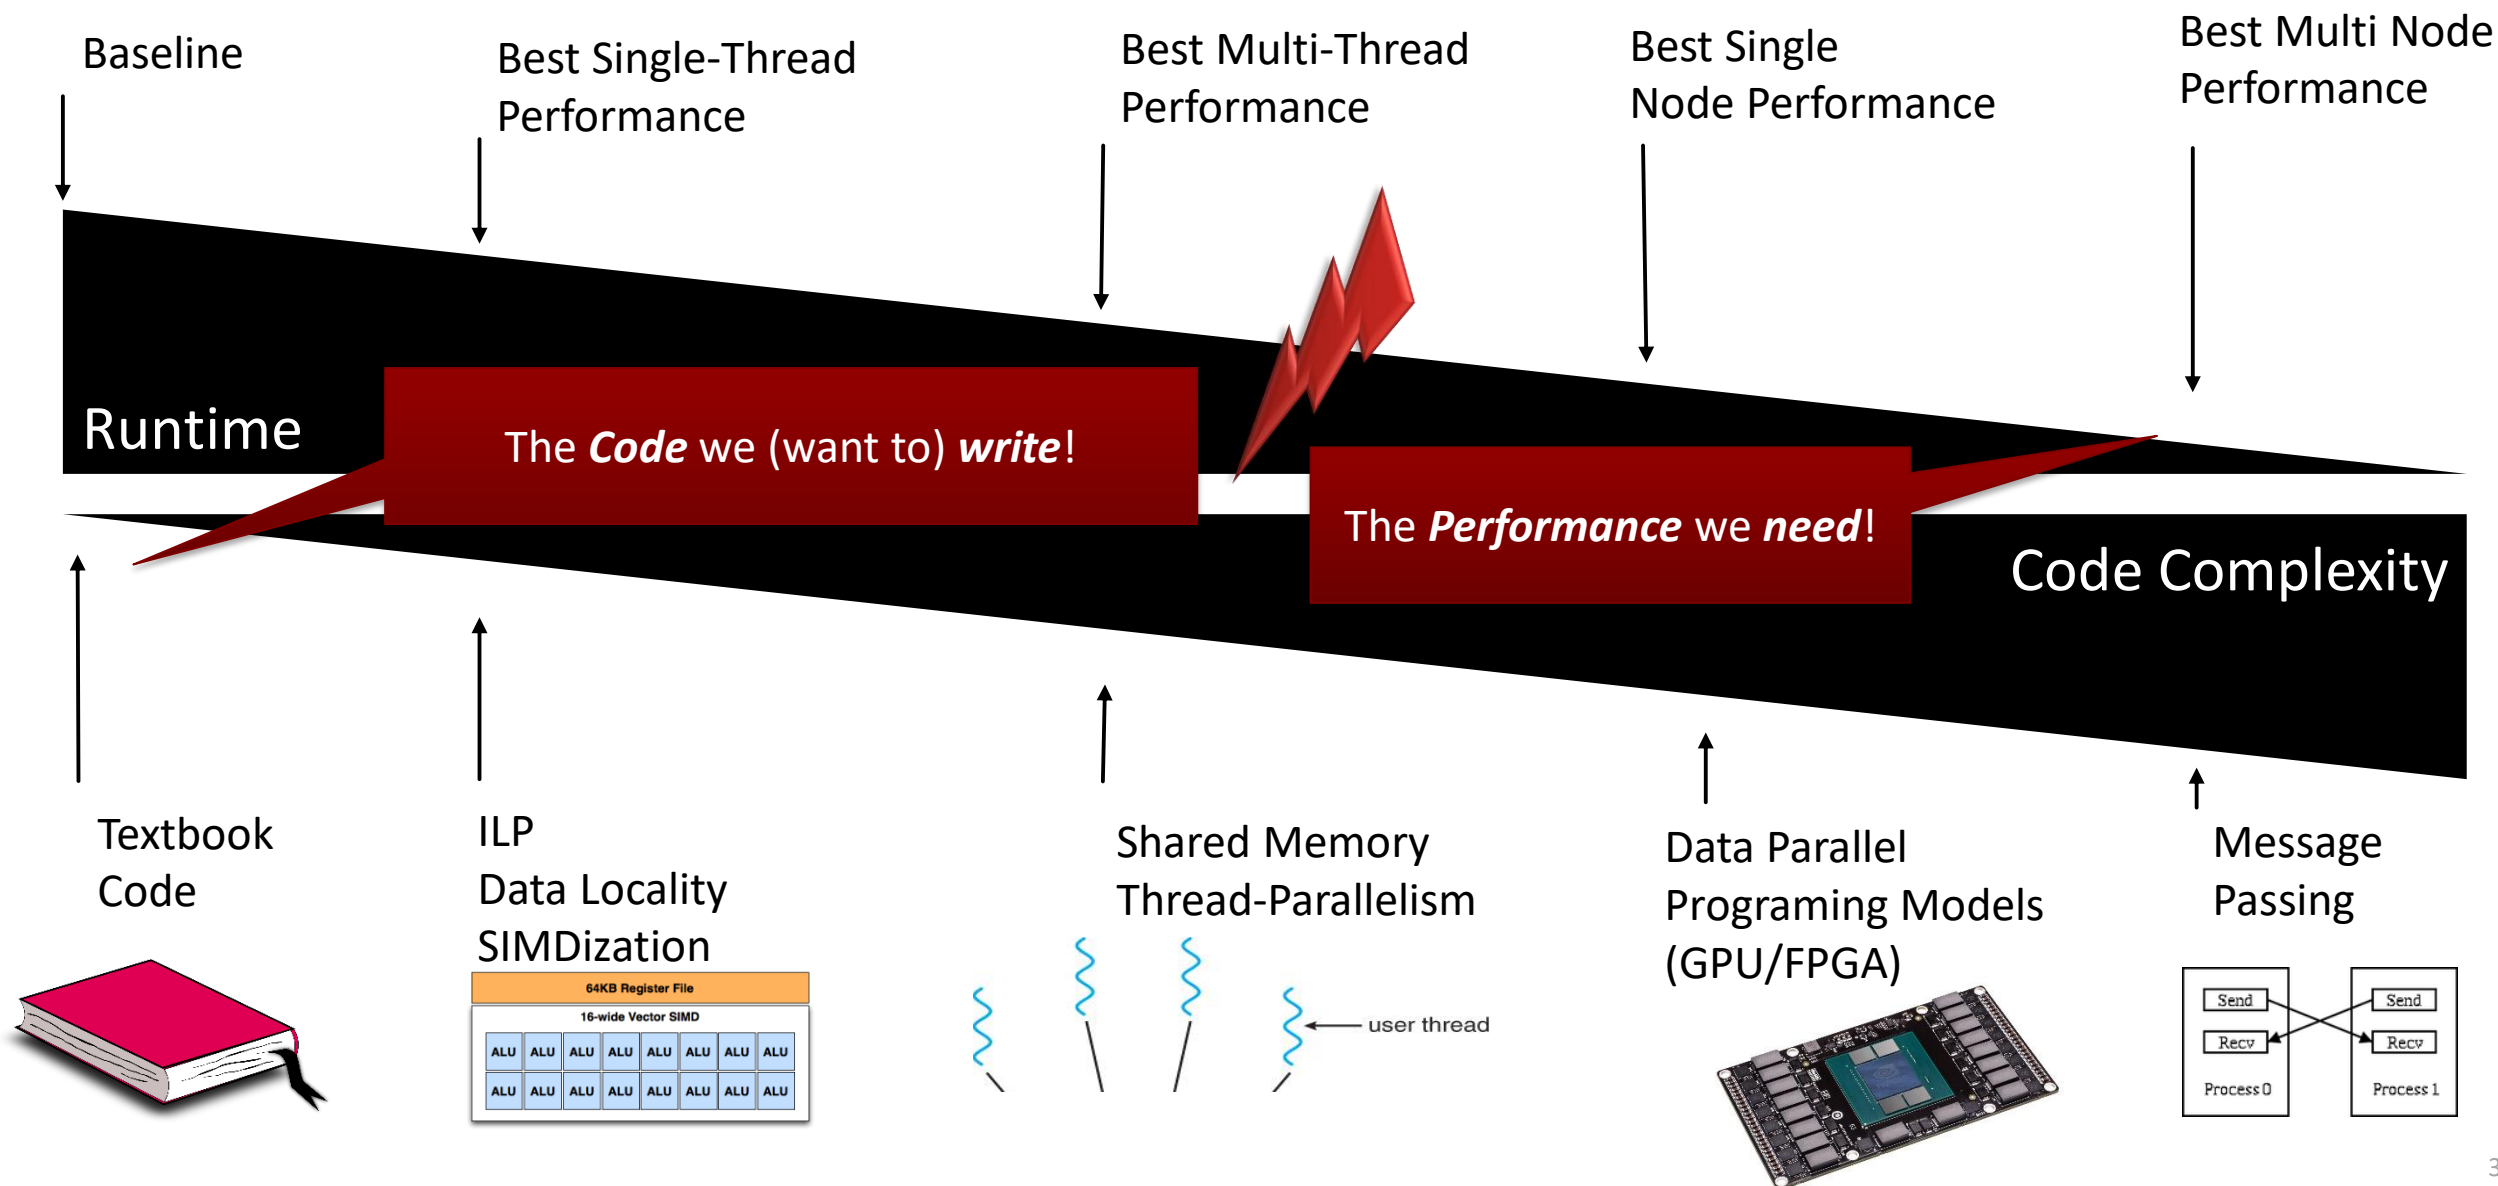 Baseline
Best Single-Thread
Performance
Best Multi-Thread
Performance
Best Single
Node Performance
Best Multi Node
Performance
Runtime
The Code we (want to) write!
The Performance we need!
Code Complexity
Textbook
Code
ILP
Data Locality
SIMDization
64KB Register File
16-wide Vector SIMD
ALU ALU ALU ALU ALU ALU ALU ALU
ALU ALU ALU ALU ALU ALU ALU ALU
Shared Memory
Thread-Parallelism
user thread
Data Parallel
Programing Models
(GPU/FPGA)
Message
Passing
Send Send
Recv Recv
Process 0 Process 1
3